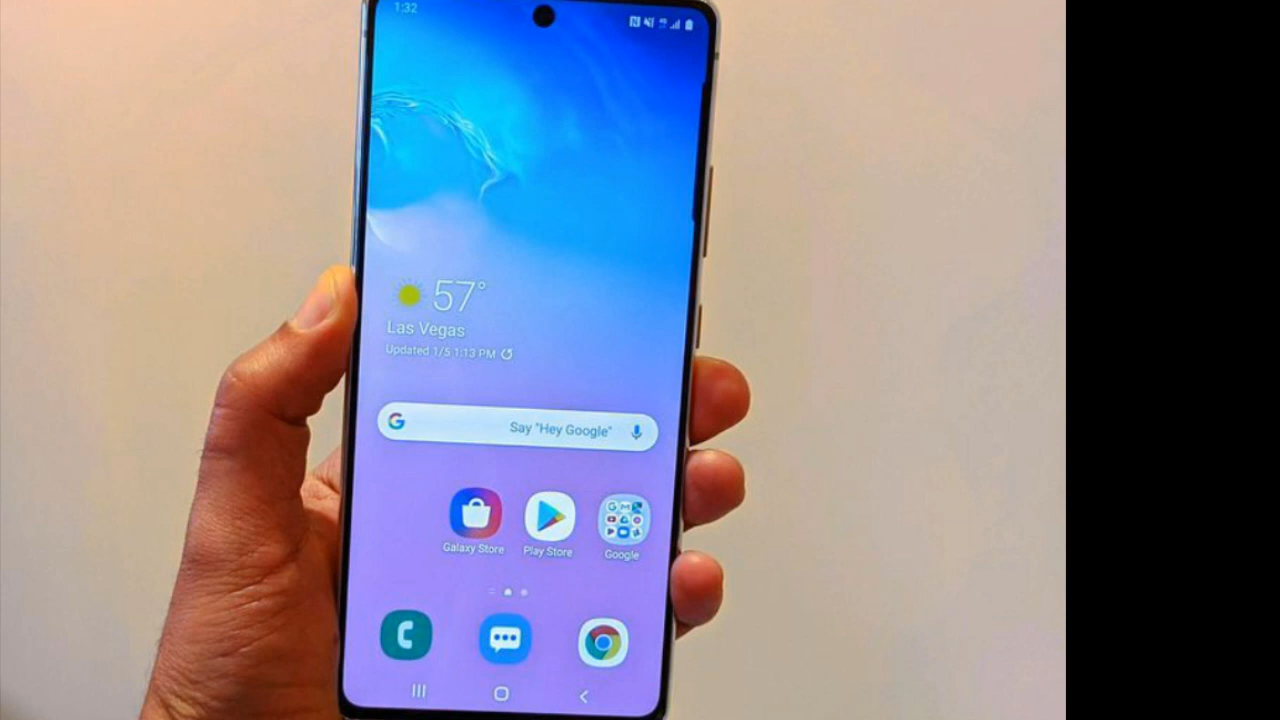 1:32
57°
Las Vegas
Updated 1/5 1:13 PM
Say "Hey Google"
Galaxy Store
Play Store
Google